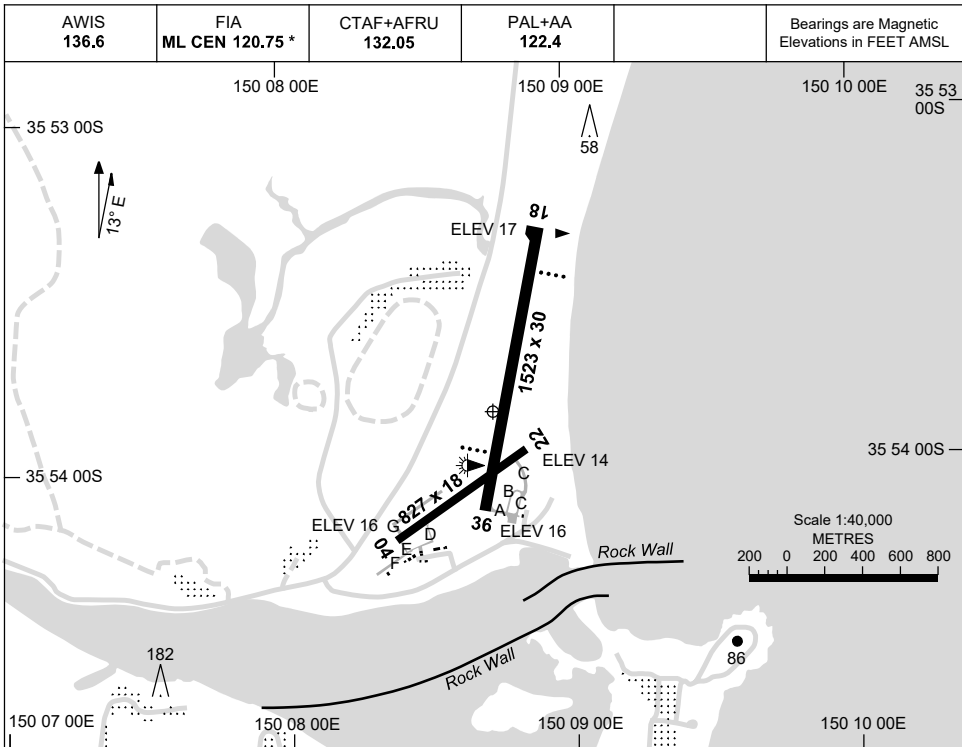 AWIS
136.6
FIA
ML CEN 120.75 *
CTAF+AFRU
132.05
PAL+AA
122.4
Bearings are Magnetic
Elevations in FEET AMSL
150 08 00E
150 09 00E
150 10 00E
35 53
00S
35 53 00S
58
13° E
18
ELEV 17
1523 x 30
22
35 54 00S
ELEV 14
35 54 00S
C
827 x 18
B
C
A
G
ELEV 16
36
ELEV 16
D
04
E
F
Scale 1:40,000
METRES
200 0 200 400 600 800
Rock Wall
Rock Wall
182
86
150 07 00E
150 08 00E
150 09 00E
150 10 00E